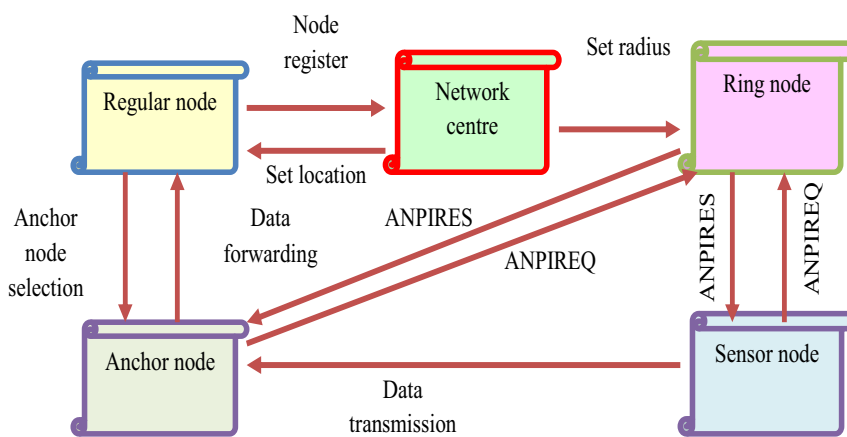 Node
register
Set radius
Regular node
Network
centre
Ring node
Set location
Anchor
node
selection
Data
forwarding
ANPIRES
ANPIREQ
ANPIRES
ANPIREQ
Anchor node
Sensor node
Data
transmission